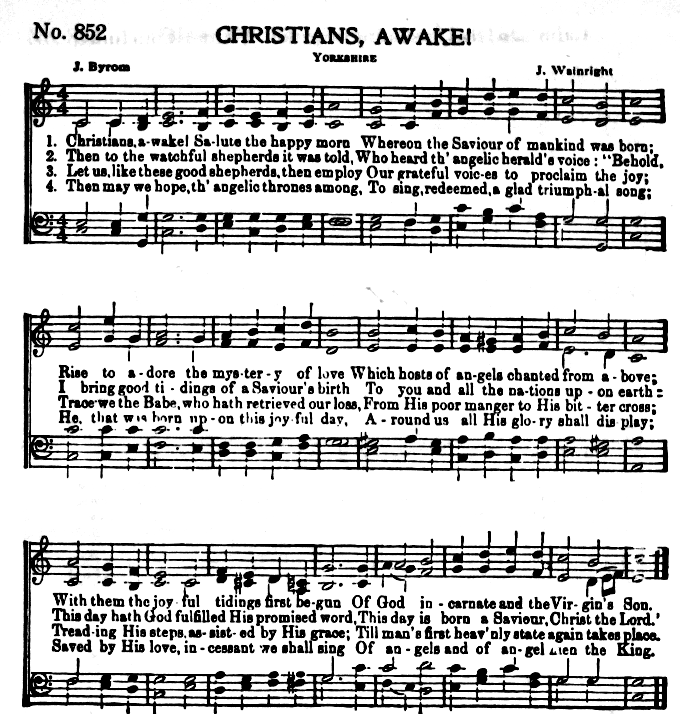 No. 852
CHRISTIANS, AWAKE!
YORKSHIRE
J. Byrom
J. Wainright
4 4
1. Christians, a-wake! Sa-lute the happy morn Whereon the Saviour of mankind was born;
2. Then to the watchful shepherds it was told, Who heard th' angelic herald's voice: "Behold,
3. Let us, like these good shepherds, then employ Our grateful voic-es to proclaim the joy;
4. Then may we hope, th' angelic thrones among, To sing, redeemed, a glad triumph-al song;
4 4
Rise to a-dore the mys-ter-y of love Which hosts of an-gels chanted from a-bove;
I bring good ti-dings of a Saviour's birth To you and all the na-tions up-on earth:
Trace we the Babe, who hath retrieved our loss, From His poor manger to His bit-ter cross;
He, that was born up-on this joy-ful day, A-round us all His glo-ry shall dis-play;
With them the joy-ful tidings first be-gun Of God in-carnate and the Vir-gin's Son.
This day hath God fulfilled His promised word, This day is born a Saviour, Christ the Lord.'
Tread-ing His steps, as-sist-ed by His grace; Till man's first heav'nly state again takes place.
Saved by His love, in-cessant we shall sing Of an-gels and of an-gel the King.